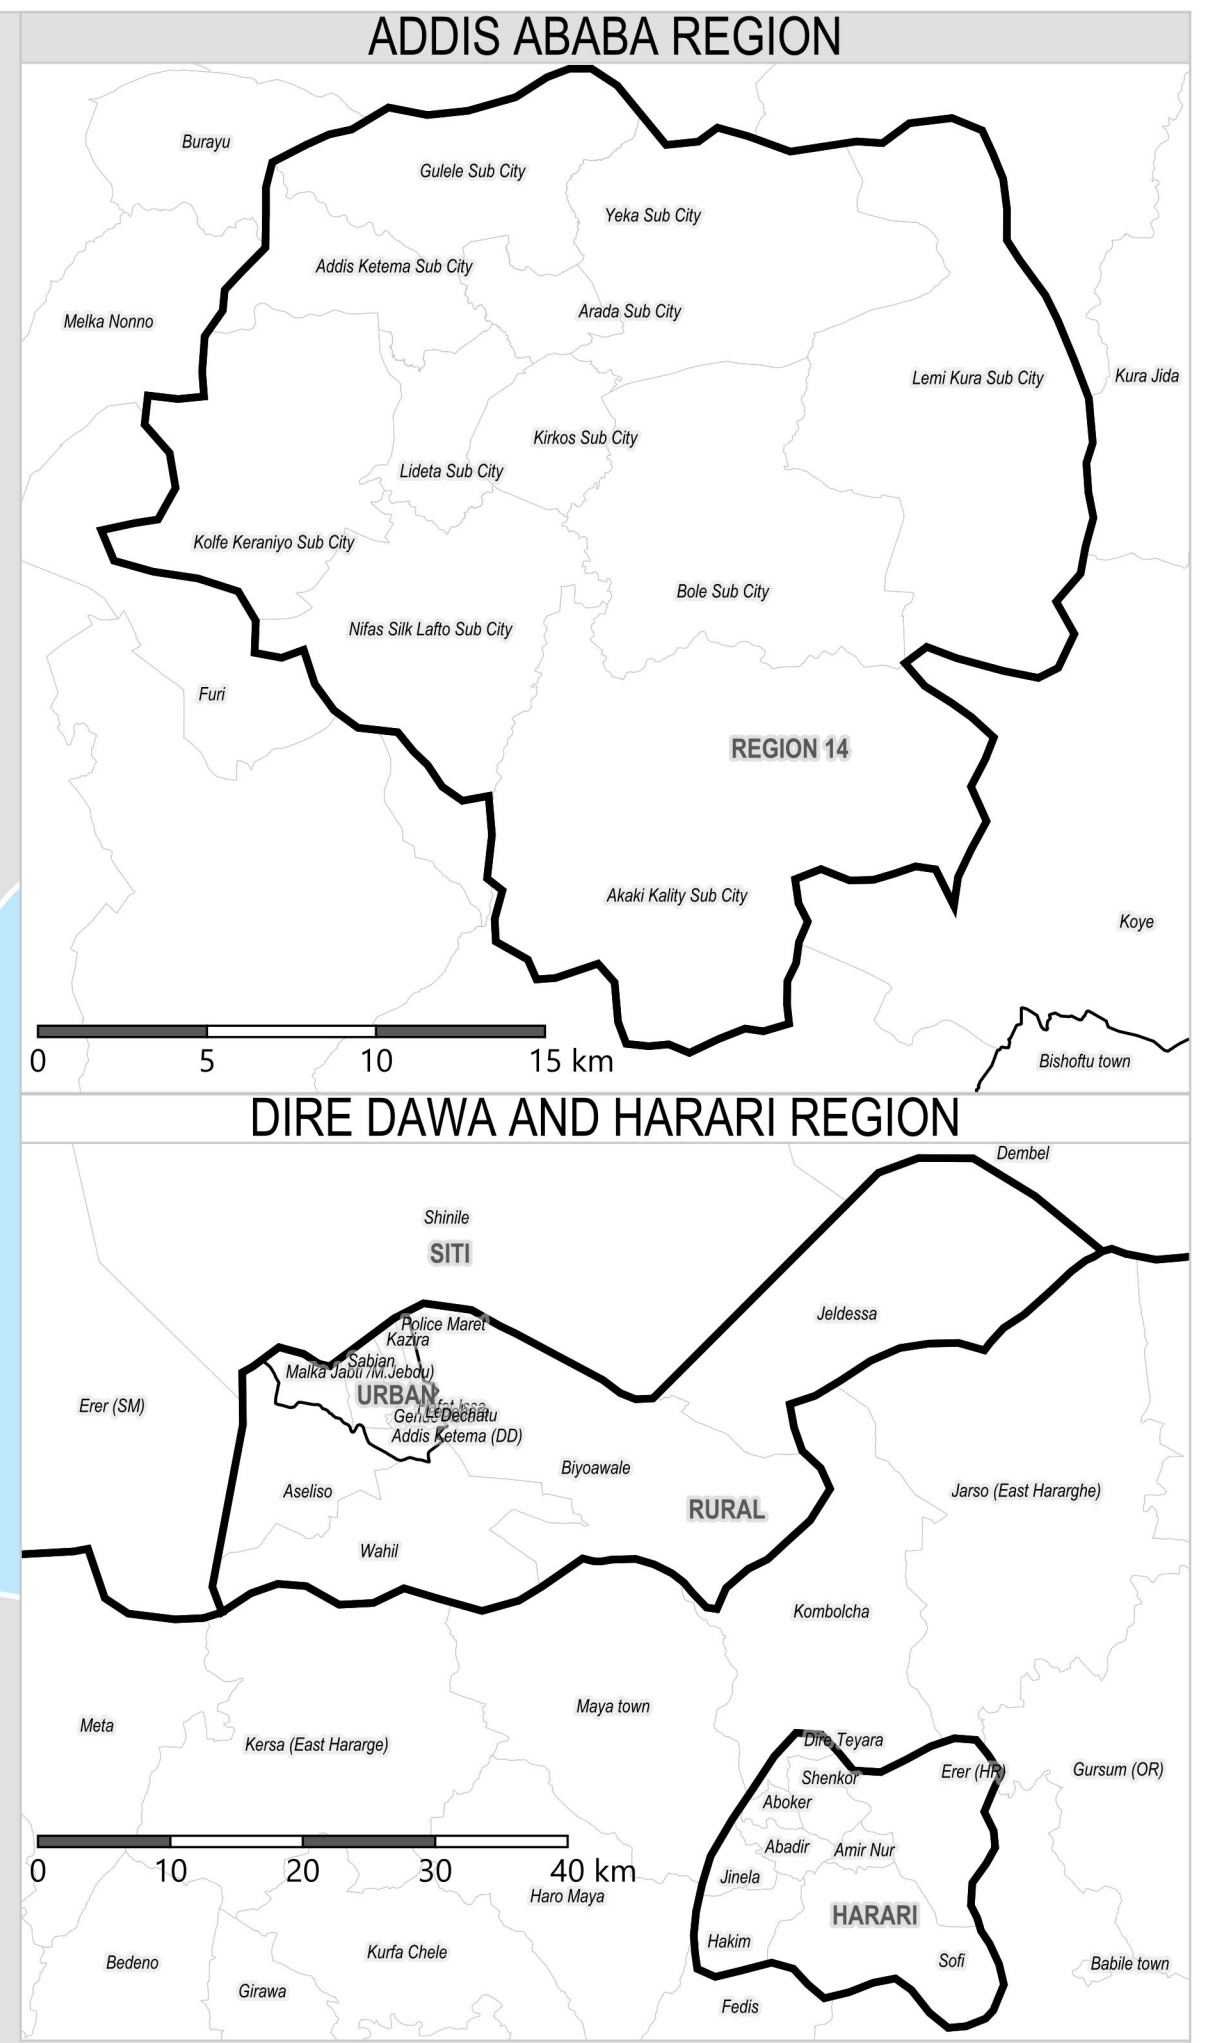 ADDIS ABABA REGION
Burayu
Gulele Sub City
Yeka Sub City
Addis Ketema Sub City
Arada Sub City
Melka Nonno
Lemi Kura Sub City
Kura Jida
Kirkos Sub City
Lideta Sub City
Kolfe Keraniyo Sub City
Bole Sub City
Nifas Silk Lafto Sub City
Furi
REGION 14
Akaki Kality Sub City
Koye
Bishoftu town
0 5 10 15 km
DIRE DAWA AND HARARI REGION
Dembel
Shinile
SITI
Jeldessa
Police Maret
Kazira
Sabian
Malka Jabti /M.Jebdu)
URBAN
Erer (SM)
Dechatu
Addis Ketema (DD)
Biyoawale
Aseliso
Jarso (East Hararghe)
RURAL
Wahil
Kombolcha
Maya town
Meta
Kersa (East Hararge)
Dire Teyara
Shenkor
Erer (HR)
Gursum (OR)
Aboker
Abadir
Amir Nur
0 10 20 30 40 km
Jinela
Haro Maya
HARARI
Hakim
Kurfa Chele
Sofi
Bedeno
Babile town
Girawa
Fedis